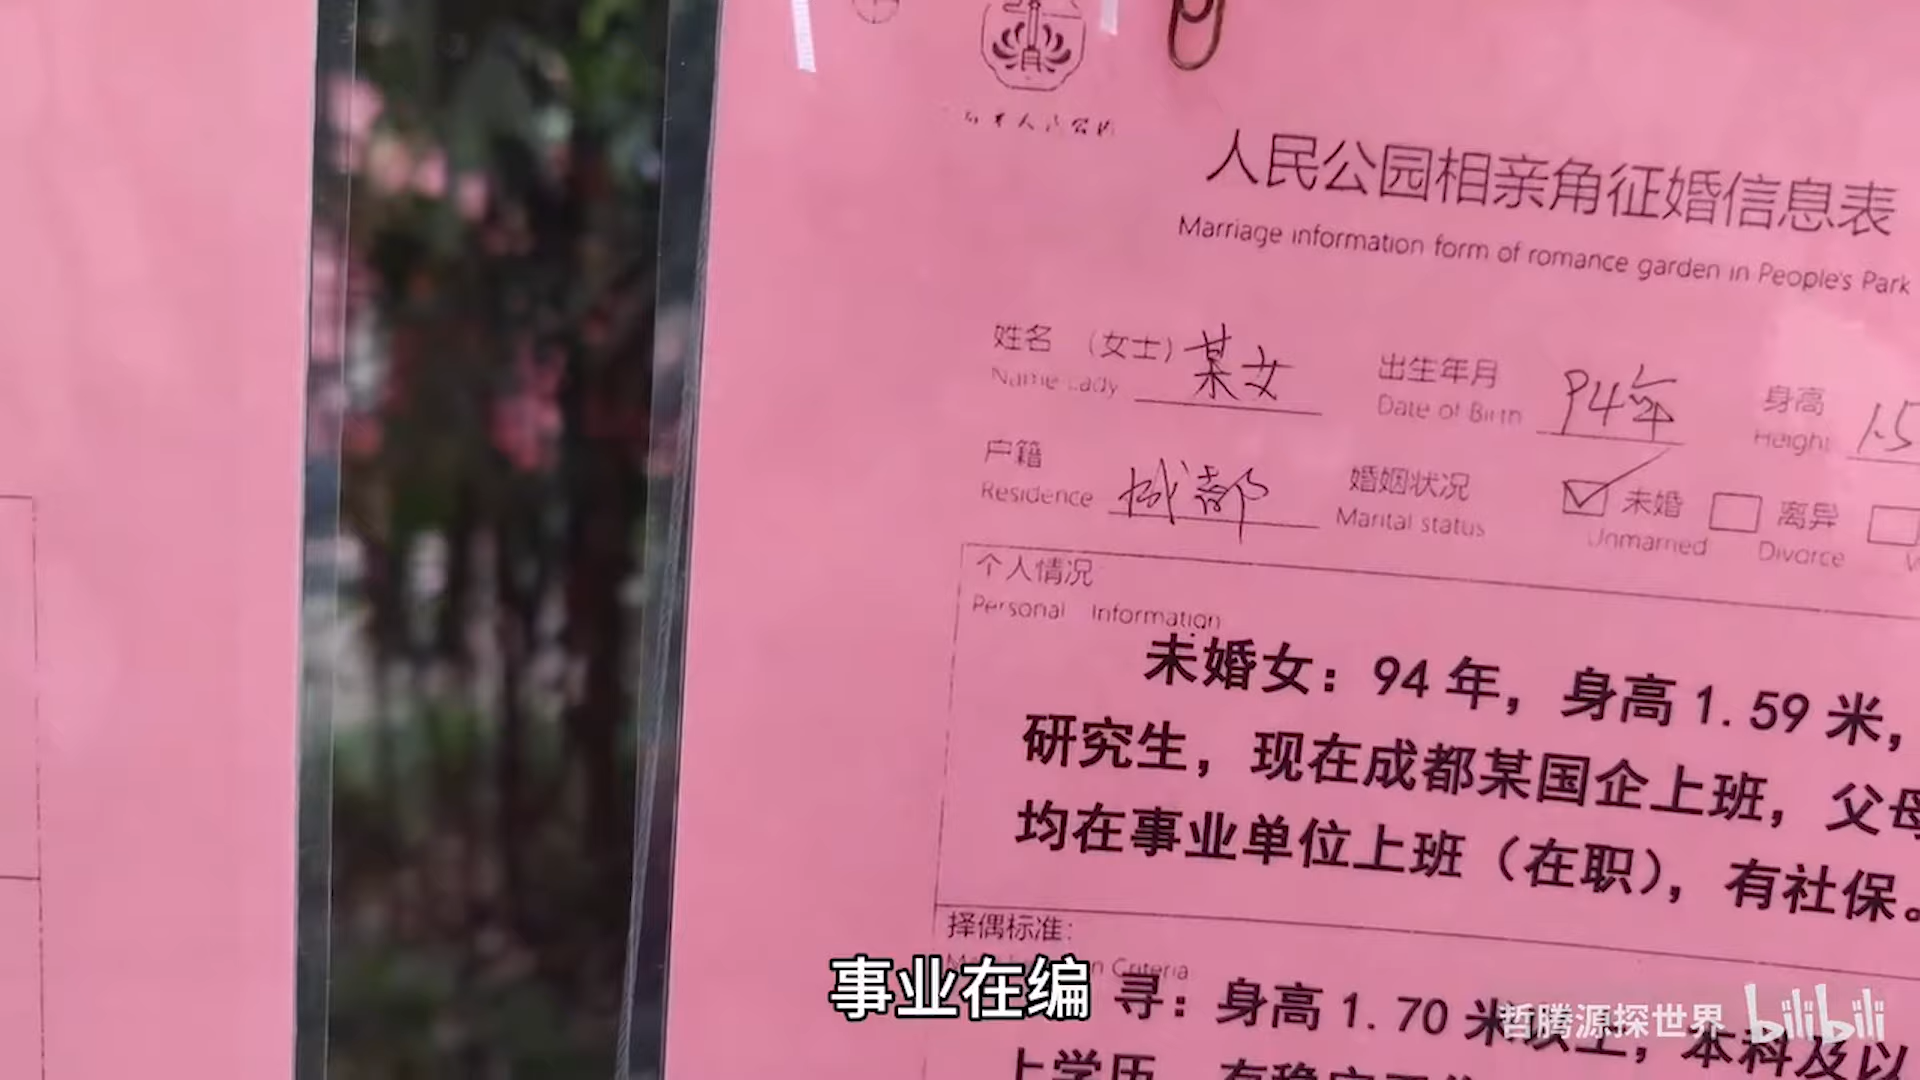 人民公园相亲角征婚信息表
Marriage information form of romance garden in People's Park
姓名 （女士） 某女 出生年月 94年 身高 1.5
Name Lady Date of Birth Height
户籍 成都 婚姻状况 未婚 离异
Residence Marital status Unmarried Divorce
个人情况
Personal Information
未婚女：94年，身高1.59米，
研究生，现在成都某国企上班，父母
均在事业单位上班（在职），有社保。
择偶标准：
Criteria
寻：身高1.70米以上，本科及以
上学历
事业在编
哲腾源探世界 bilibili